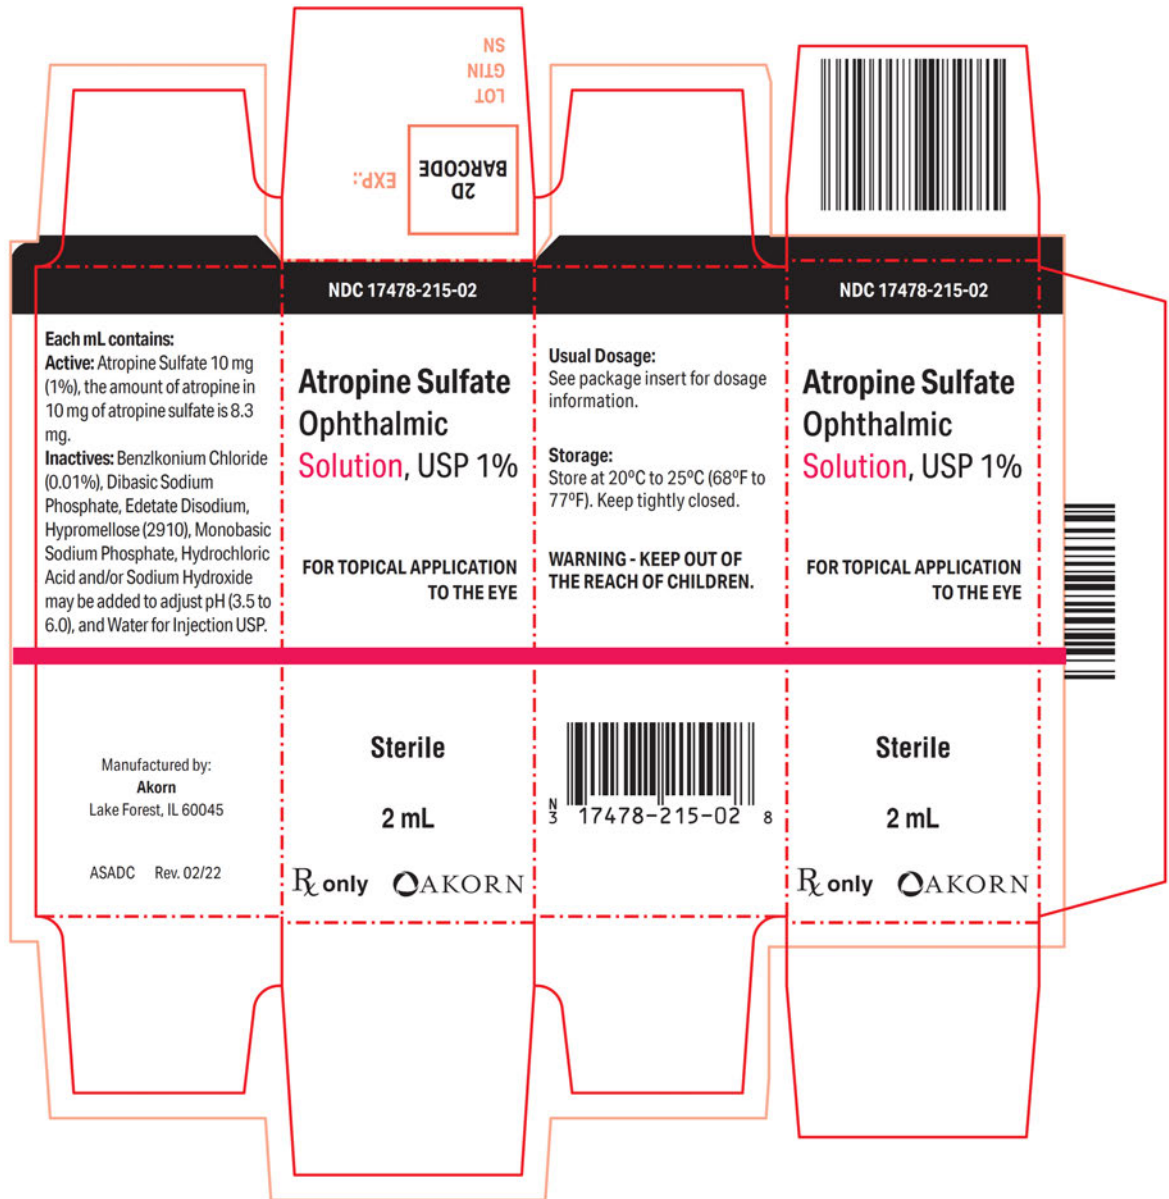 SN
GTIN
LOT
EXP.:
2D
BARCODE
NDC 17478-215-02
NDC 17478-215-02
Each mL contains:
Active: Atropine Sulfate 10 mg
(1%), the amount of atropine in
10 mg of atropine sulfate is 8.3
mg.
Inactives: Benzlkonium Chloride
(0.01%), Dibasic Sodium
Phosphate, Edetate Disodium,
Hypromellose (2910), Monobasic
Sodium Phosphate, Hydrochloric
Acid and/or Sodium Hydroxide
may be added to adjust pH (3.5 to
6.0), and Water for Injection USP.
Manufactured by:
Akorn
Lake Forest, IL 60045
ASADC Rev. 02/22
Atropine Sulfate
Ophthalmic
Solution, USP 1%
FOR TOPICAL APPLICATION
TO THE EYE
Sterile
2 mL
Rx only AKORN
Usual Dosage:
See package insert for dosage
information.
Storage:
Store at 20ºC to 25ºC (68ºF to
77ºF). Keep tightly closed.
WARNING - KEEP OUT OF
THE REACH OF CHILDREN.
N
3 17478-215-02 8
Atropine Sulfate
Ophthalmic
Solution, USP 1%
FOR TOPICAL APPLICATION
TO THE EYE
Sterile
2 mL
Rx only AKORN